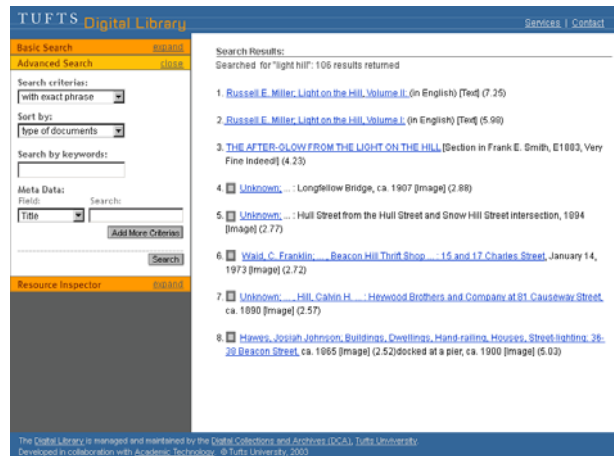 TUFTS Digital Library
Services | Contact
Basic Search expand
Advanced Search close
Search criterias:
with exact phrase
Sort by:
type of documents
Search by keywords:
Meta Data:
Field: Search:
Title
Add More Criterias
Search
Resource Inspector expand
Search Results:
Searched for "light hill": 106 results returned
1. Russell E. Miller; Light on the Hill, Volume II; (in English) [Text] (7.25)
2. Russell E. Miller; Light on the Hill, Volume I; (in English) [Text] (5.98)
3. THE AFTER-GLOW FROM THE LIGHT ON THE HILL [Section in Frank E. Smith, E1883, Very
Fine Indeed!] (4.23)
4. Unknown; ... : Longfellow Bridge, ca. 1907 [Image] (2.88)
5. Unknown; ... : Hull Street from the Hull Street and Snow Hill Street intersection, 1894
[Image] (2.77)
6. Waid, C. Franklin; ... , Beacon Hill Thrift Shop ... : 15 and 17 Charles Street, January 14,
1973 [Image] (2.72)
7. Unknown; ... , Hill, Calvin H. ... : Heywood Brothers and Company at 81 Causeway Street,
ca. 1890 [Image] (2.57)
8. Hawes, Josiah Johnson; Buildings, Dwellings, Hand-railing, Houses, Street-lighting: 36-
39 Beacon Street, ca. 1865 [Image] (2.52)docked at a pier, ca. 1900 [Image] (5.03)
The Digital Library is managed and maintained by the Digital Collections and Archives (DCA), Tufts University.
Developed in collaboration with Academic Technology. © Tufts University, 2003